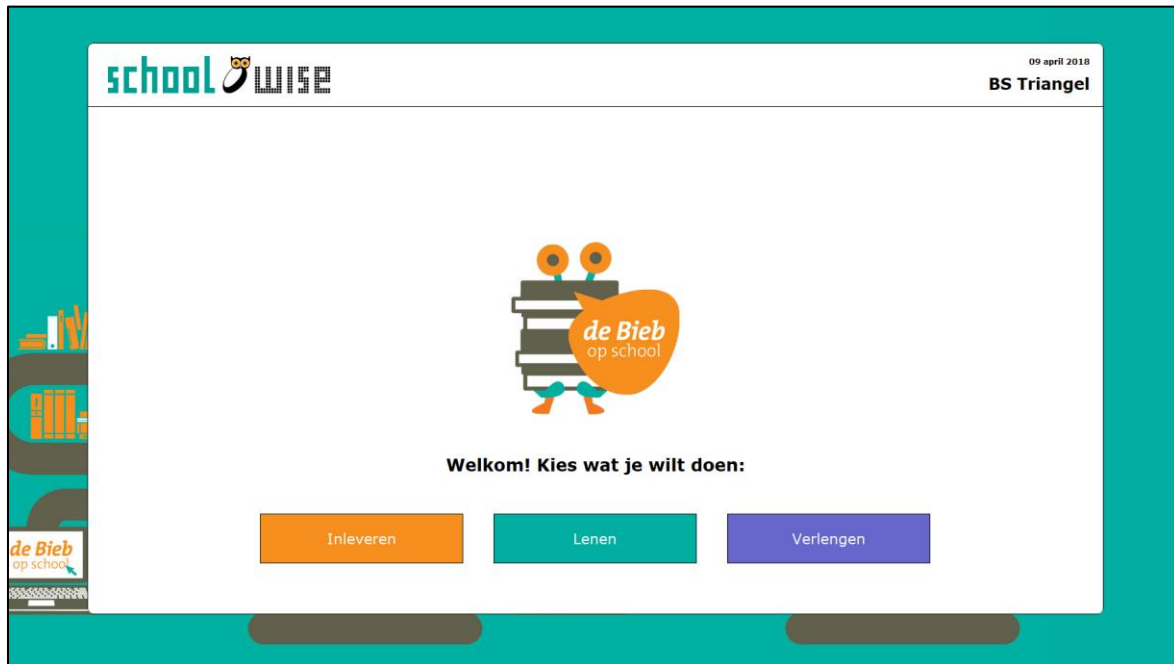 school wise
09 april 2018
BS Triangel
de Bieb
op school
Welkom! Kies wat je wilt doen:
Inleveren
Lenen
Verlengen
de Bieb
op school